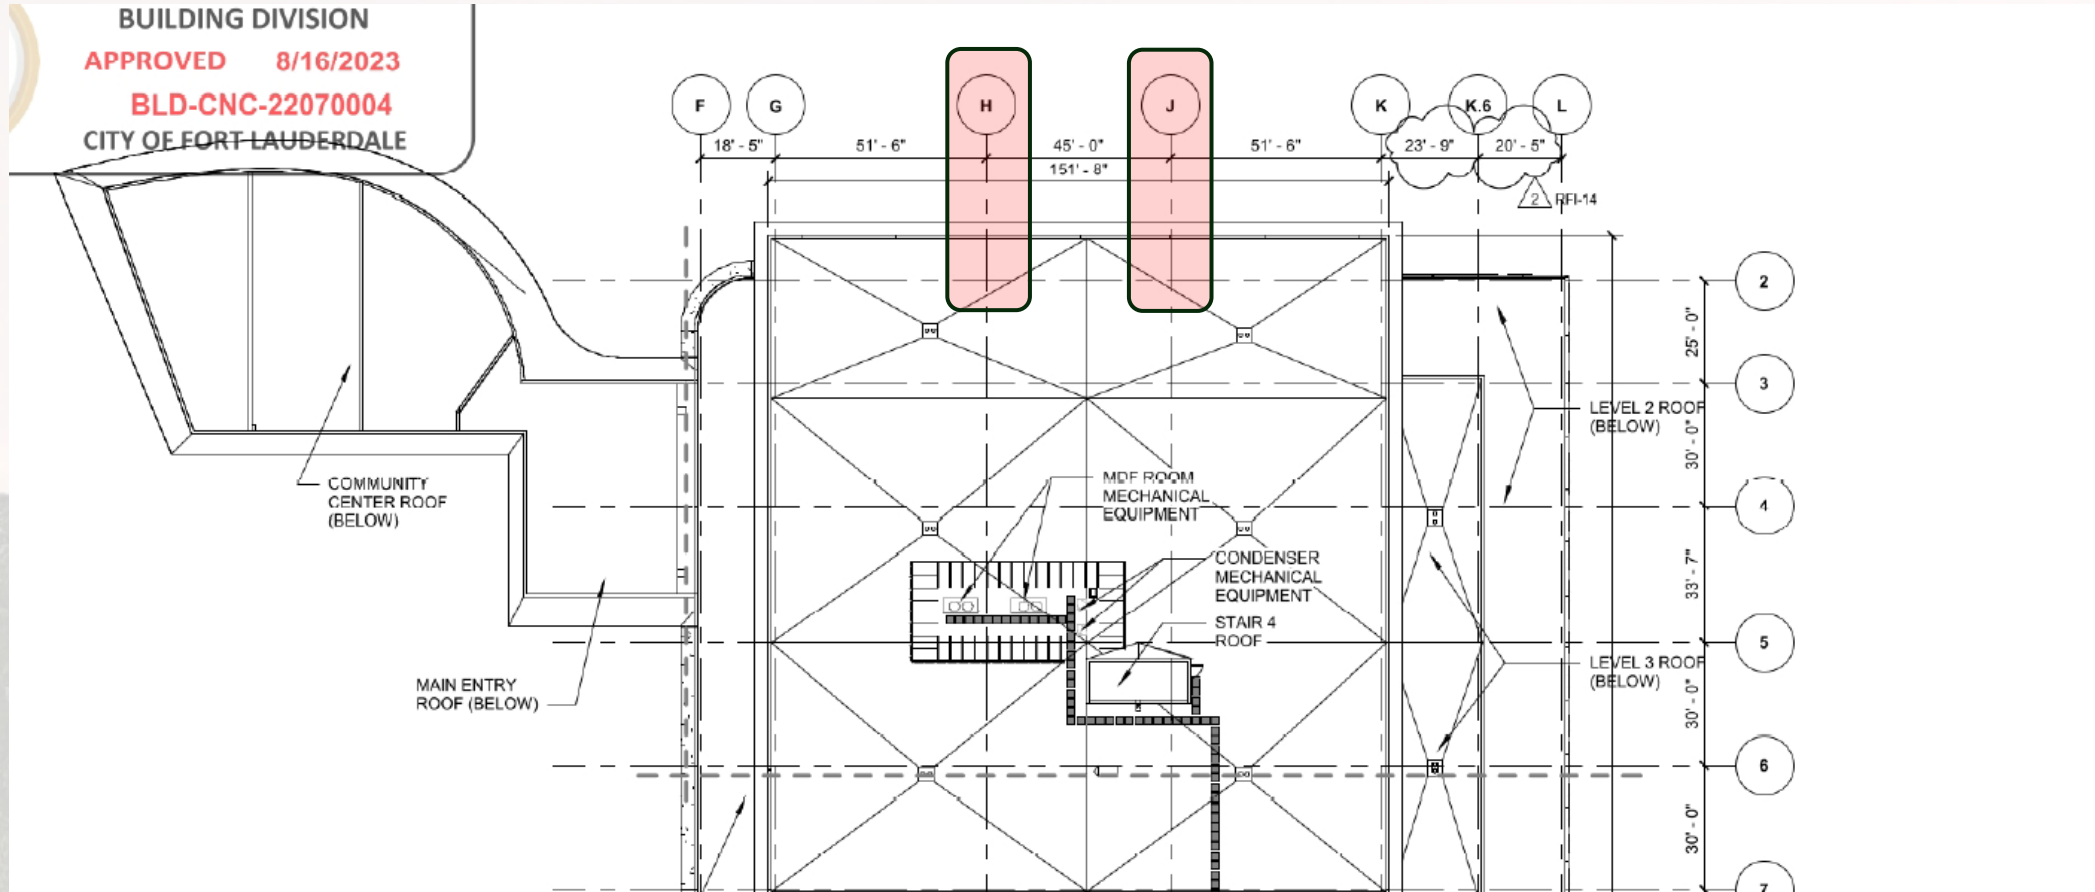 BUILDING DIVISION
APPROVED 8/16/2023
BLD-CNC-22070004
CITY OF FORT LAUDERDALE
F G H J K K.6 L
18' - 5" 51' - 6" 45' - 0" 51' - 6" 23' - 9" 20' - 5"
151' - 8"
2 RFI-14
2
25' - 0"
3
LEVEL 2 ROOF
(BELOW)
30' - 0"
COMMUNITY
CENTER ROOF
(BELOW)
MDF ROOM
MECHANICAL
EQUIPMENT
4
CONDENSER
MECHANICAL
EQUIPMENT
33' - 7"
STAIR 4
ROOF
5
LEVEL 3 ROOF
(BELOW)
MAIN ENTRY
ROOF (BELOW)
30' - 0"
6
30' - 0"
7